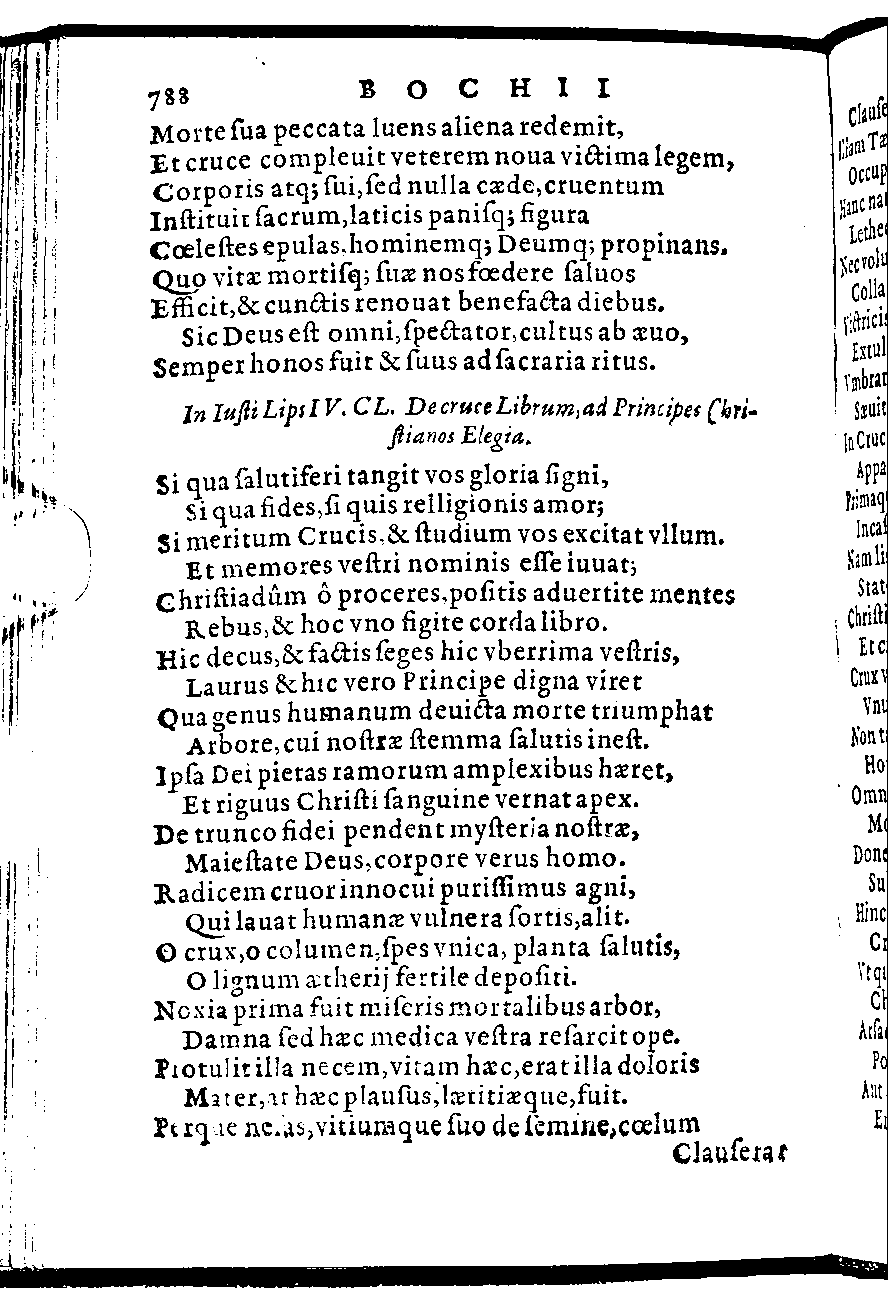 788 BOCHII
Morte ſua peccata luens aliena redemit,
Et cruce compleuit veterem noua victima legem,
Corporis atq; ſui, ſed nulla cæde, cruentum
Inſtituit ſacrum, laticis paniſq; figura
Cœleſtes epulas, hominemq; Deumq; propinans.
Quo vitæ mortiſq; ſuæ nos fœdere ſaluos
Efficit, & cunctis renouat benefacta diebus.
Sic Deus eſt omni, ſpectator, cultus ab æuo,
Semper honos fuit & ſuus ad ſacraria ritus.
In Iuſti LipsIV. CL. De cruce Librum, ad Principes Chri-
ſtianos Elegia.
Si qua ſalutiferi tangit vos gloria ſigni,
Si qua fides, ſi quis relligionis amor;
Si meritum Crucis, & ſtudium vos excitat vllum.
Et memores veſtri nominis eſſe iuuat;
Chriſtiadûm ô proceres, poſitis aduertite mentes
Rebus, & hoc vno figite corda libro.
Hic decus, & factis ſeges hic vberrima veſtris,
Laurus & hic vero Principe digna viret
Qua genus humanum deuicta morte triumphat
Arbore, cui noſtræ ſtemma ſalutis ineſt.
Ipſa Dei pietas ramorum amplexibus hæret,
Et riguus Chriſti ſanguine vernat apex.
De trunco fidei pendent myſteria noſtræ,
Maieſtate Deus, corpore verus homo.
Radicem cruor innocui puriſſimus agni,
Qui lauat humanæ vulnera ſortis, alit.
O crux, o columen, ſpes vnica, planta ſalutis,
O lignum ætherij fertile depoſiti.
Noxia prima fuit miſeris mortalibus arbor,
Damna ſed hæc medica veſtra reſarcit ope.
Protulit illa necem, vitam hæc, erat illa doloris
Mater, at hæc plauſus, lætitiæque, fuit.
Perque nefas, vitiumque ſuo de ſemine, cœlum
Clauſerat
Clauſe
Occup
Hanc na
Lethe
Nec volu
Colla
Victricis
Extul
Vmbrar
Sæuit
In Cruc
Appa
Primaq
Incaſ
Nam li
Stat
Chriſti
Et c
Crux v
Vnu
Non t
Ho
Omn
Mo
Done
Su
Hinc
Cr
Vt qu
Ch
Arſa
Po
Aut
Er